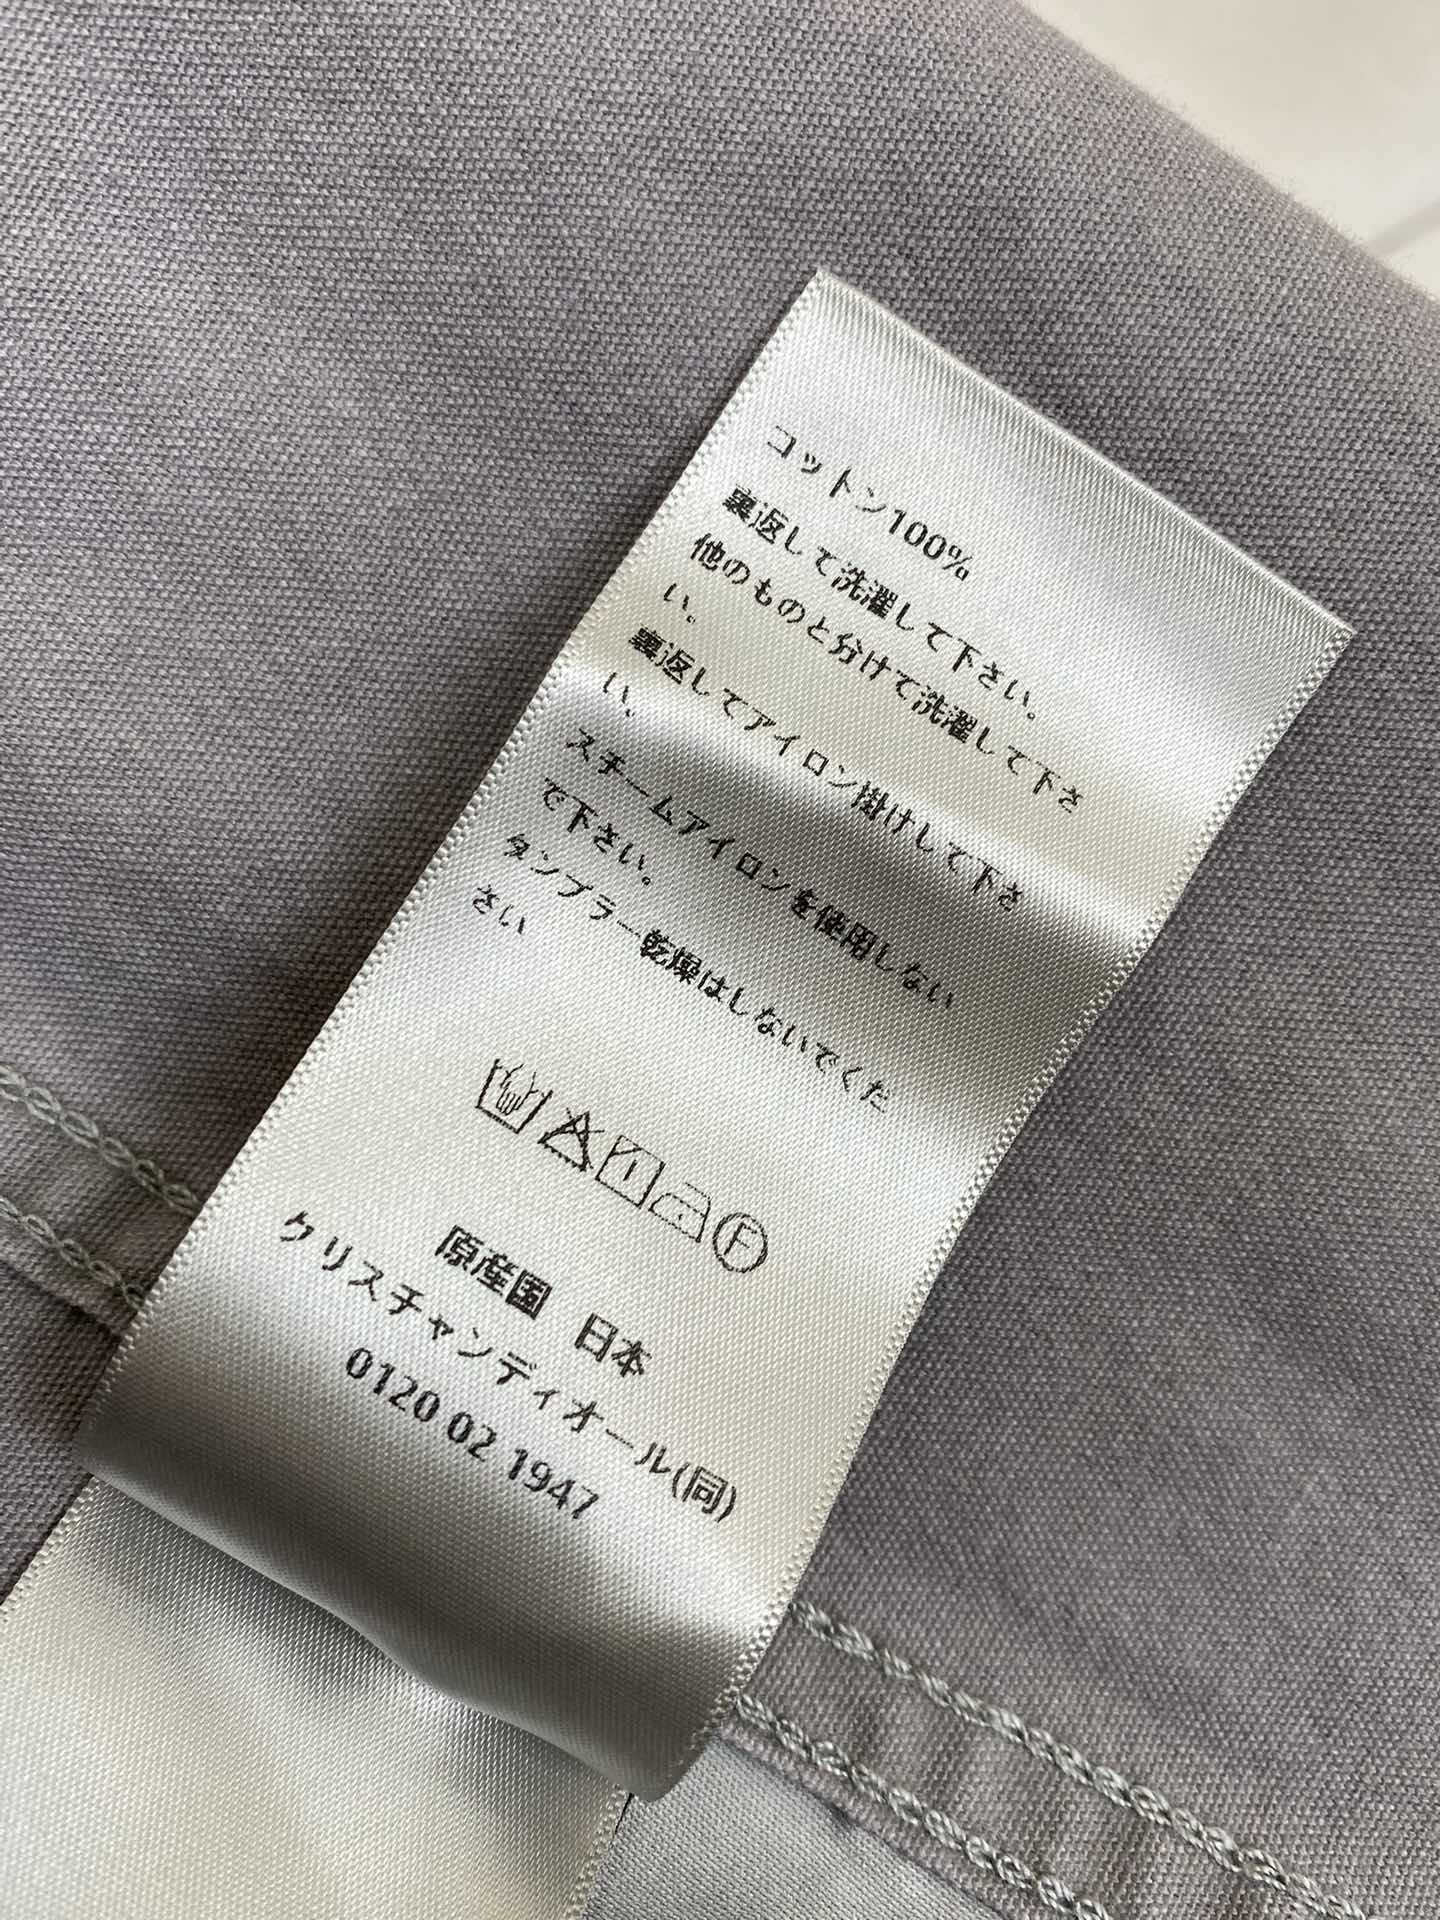 コットン100%
裏返して洗濯して下さい。
他のものと分けて洗濯して下さ
い。
裏返してアイロン掛けして下さ
い。
スチームアイロンを使用しない
で下さい。
タンブラー乾燥はしないでくだ
さい
F
原産国 日本
クリスチャンディオール(同)
0120 02 1947